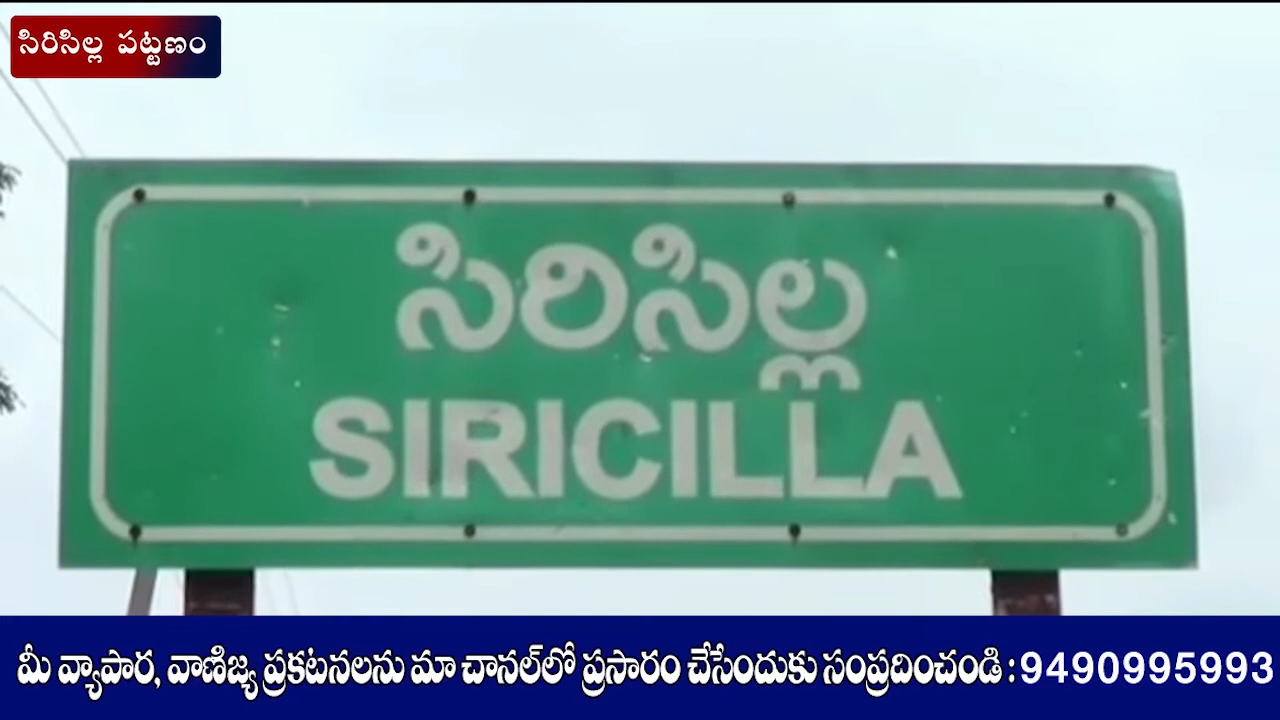 సిరిసిల్ల పట్టణం
సిరిసిల్ల
SIRICILLA
మీ వ్యాపార, వాణిజ్య ప్రకటనలను మా చానల్‌లో ప్రసారం చేసేందుకు సంప్రదించండి : 9490995993